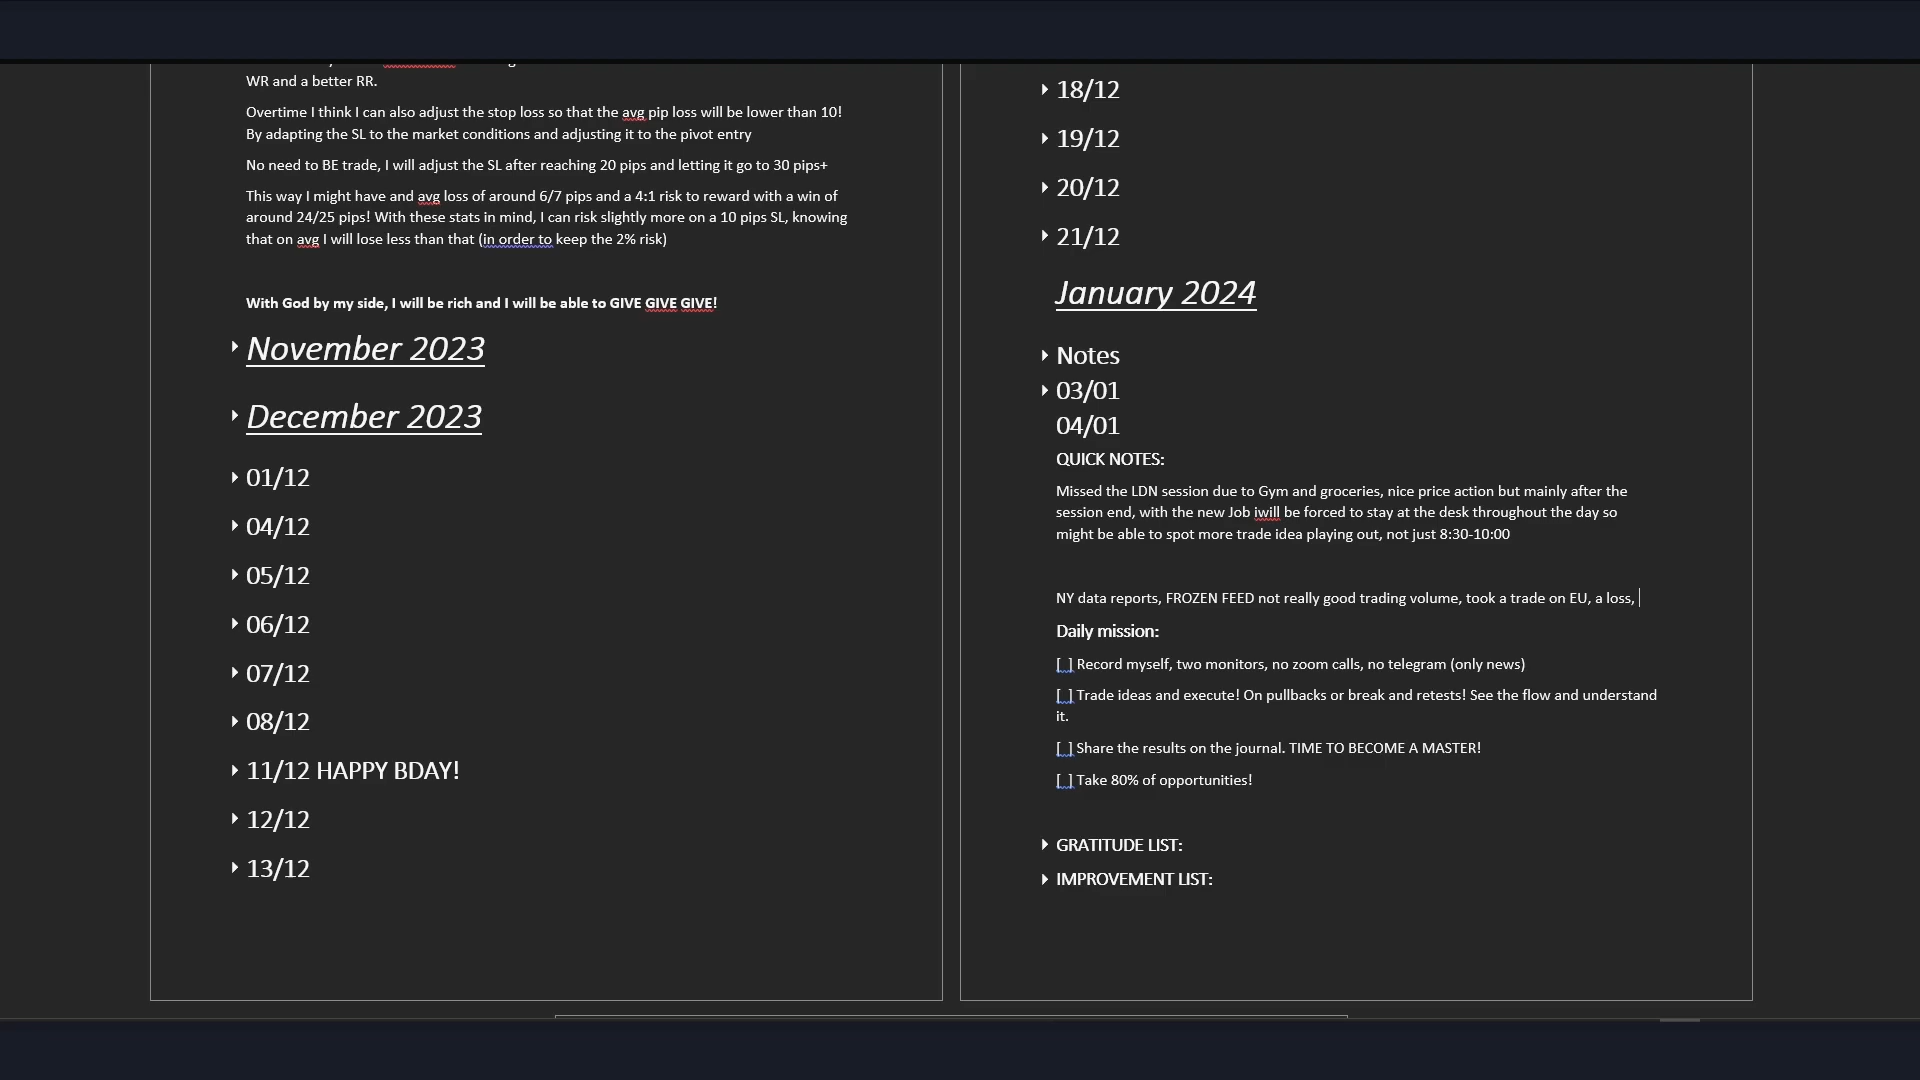 WR and a better RR.
Overtime I think I can also adjust the stop loss so that the avg pip loss will be lower than 10!
By adapting the SL to the market conditions and adjusting it to the pivot entry
No need to BE trade, I will adjust the SL after reaching 20 pips and letting it go to 30 pips+
This way I might have and avg loss of around 6/7 pips and a 4:1 risk to reward with a win of
around 24/25 pips! With these stats in mind, I can risk slightly more on a 10 pips SL, knowing
that on avg I will lose less than that (in order to keep the 2% risk)
With God by my side, I will be rich and I will be able to GIVE GIVE GIVE!
November 2023
December 2023
01/12
04/12
05/12
06/12
07/12
08/12
11/12 HAPPY BDAY!
12/12
13/12
18/12
19/12
20/12
21/12
January 2024
Notes
03/01
04/01
QUICK NOTES:
Missed the LDN session due to Gym and groceries, nice price action but mainly after the
session end, with the new Job iwill be forced to stay at the desk throughout the day so
might be able to spot more trade idea playing out, not just 8:30-10:00
NY data reports, FROZEN FEED not really good trading volume, took a trade on EU, a loss,
Daily mission:
[ ] Record myself, two monitors, no zoom calls, no telegram (only news)
[ ] Trade ideas and execute! On pullbacks or break and retests! See the flow and understand
it.
[ ] Share the results on the journal. TIME TO BECOME A MASTER!
[ ] Take 80% of opportunities!
GRATITUDE LIST:
IMPROVEMENT LIST: